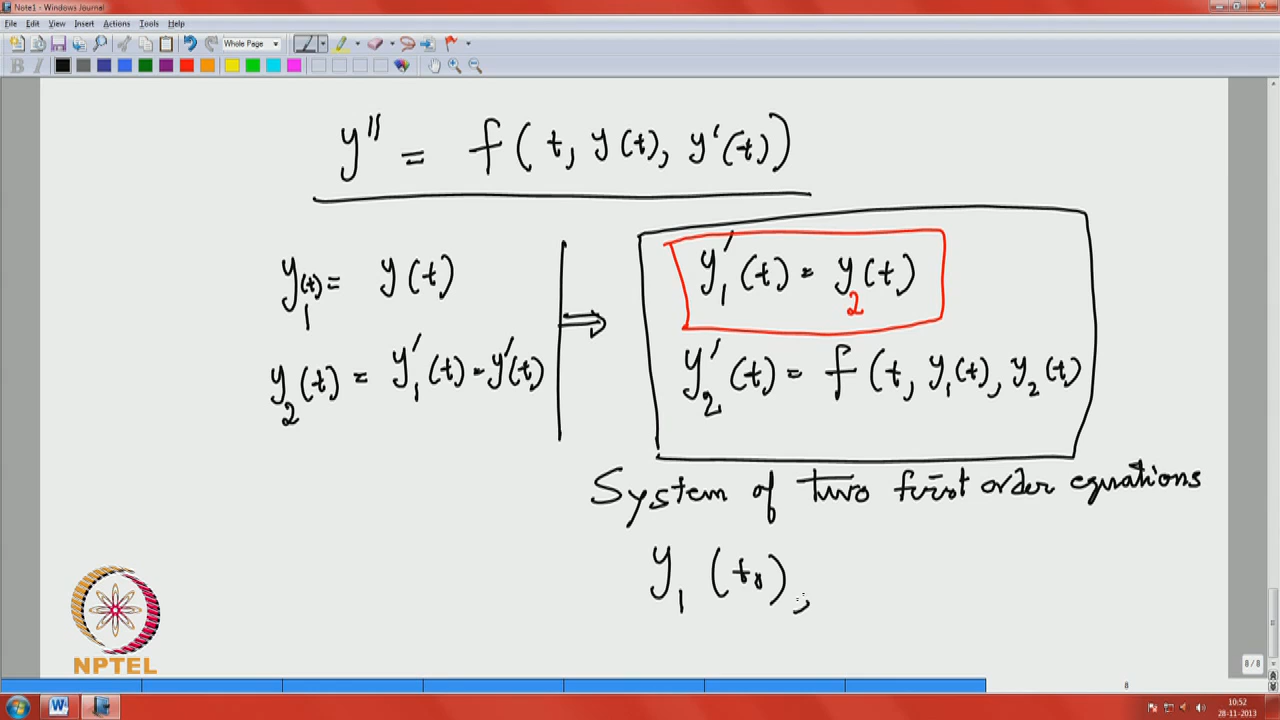 Note1 - Windows Journal
File Edit View Insert Actions Tools Help
Whole Page
B I
y'' = f(t, y(t), y'(t))
y₁(t) = y(t)
y₂(t) = y₁'(t) = y'(t)
⇒
y₁'(t) = y₂(t)
y₂'(t) = f(t, y₁(t), y₂(t)
System of two first order equations
y₁(t₀),
NPTEL
8/8
8
W
10:52
28-11-2013